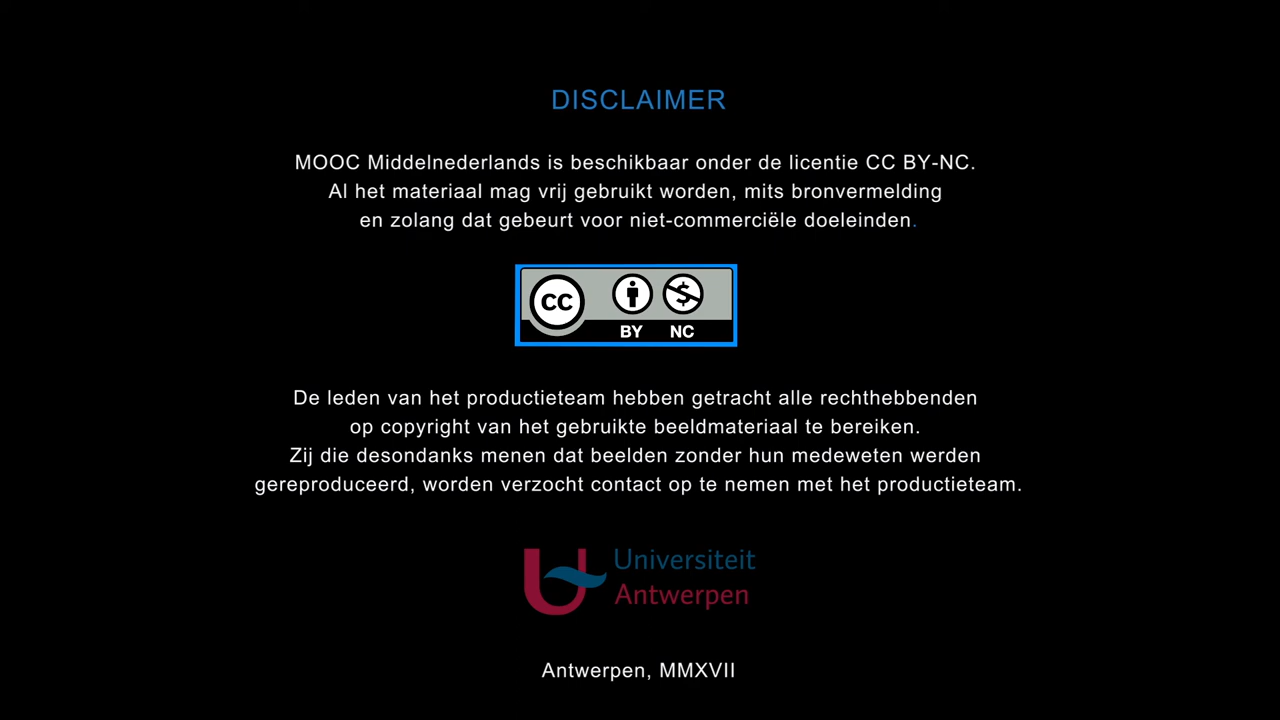 DISCLAIMER
MOOC Middelnederlands is beschikbaar onder de licentie CC BY-NC.
Al het materiaal mag vrij gebruikt worden, mits bronvermelding
en zolang dat gebeurt voor niet-commerciële doeleinden.
CC
BY NC
De leden van het productieteam hebben getracht alle rechthebbenden
op copyright van het gebruikte beeldmateriaal te bereiken.
Zij die desondanks menen dat beelden zonder hun medeweten werden
gereproduceerd, worden verzocht contact op te nemen met het productieteam.
Universiteit
Antwerpen
Antwerpen, MMXVII